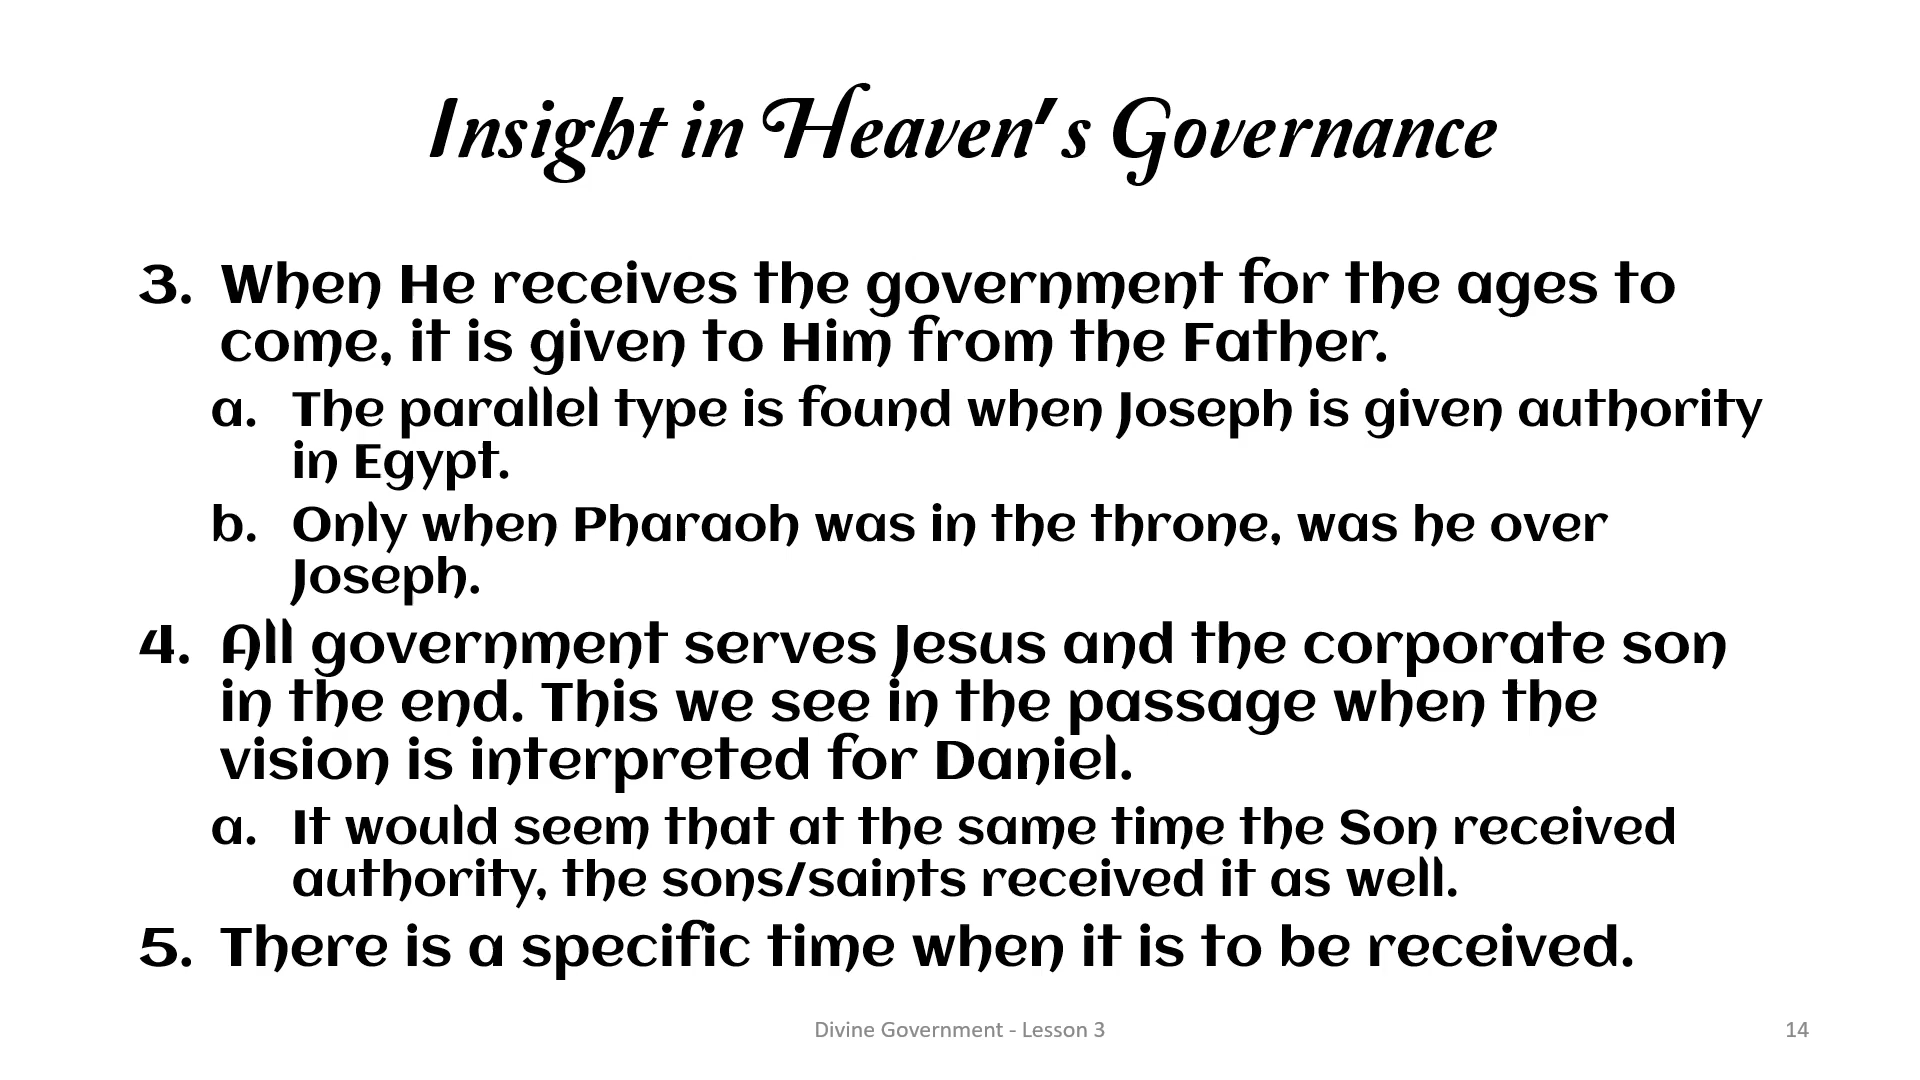 Insight in Heaven's Governance
3. When He receives the government for the ages to
come, it is given to Him from the Father.
a. The parallel type is found when Joseph is given authority
in Egypt.
b. Only when Pharaoh was in the throne, was he over
Joseph.
4. All government serves Jesus and the corporate son
in the end. This we see in the passage when the
vision is interpreted for Daniel.
a. It would seem that at the same time the Son received
authority, the sons/saints received it as well.
5. There is a specific time when it is to be received.
Divine Government - Lesson 3
14